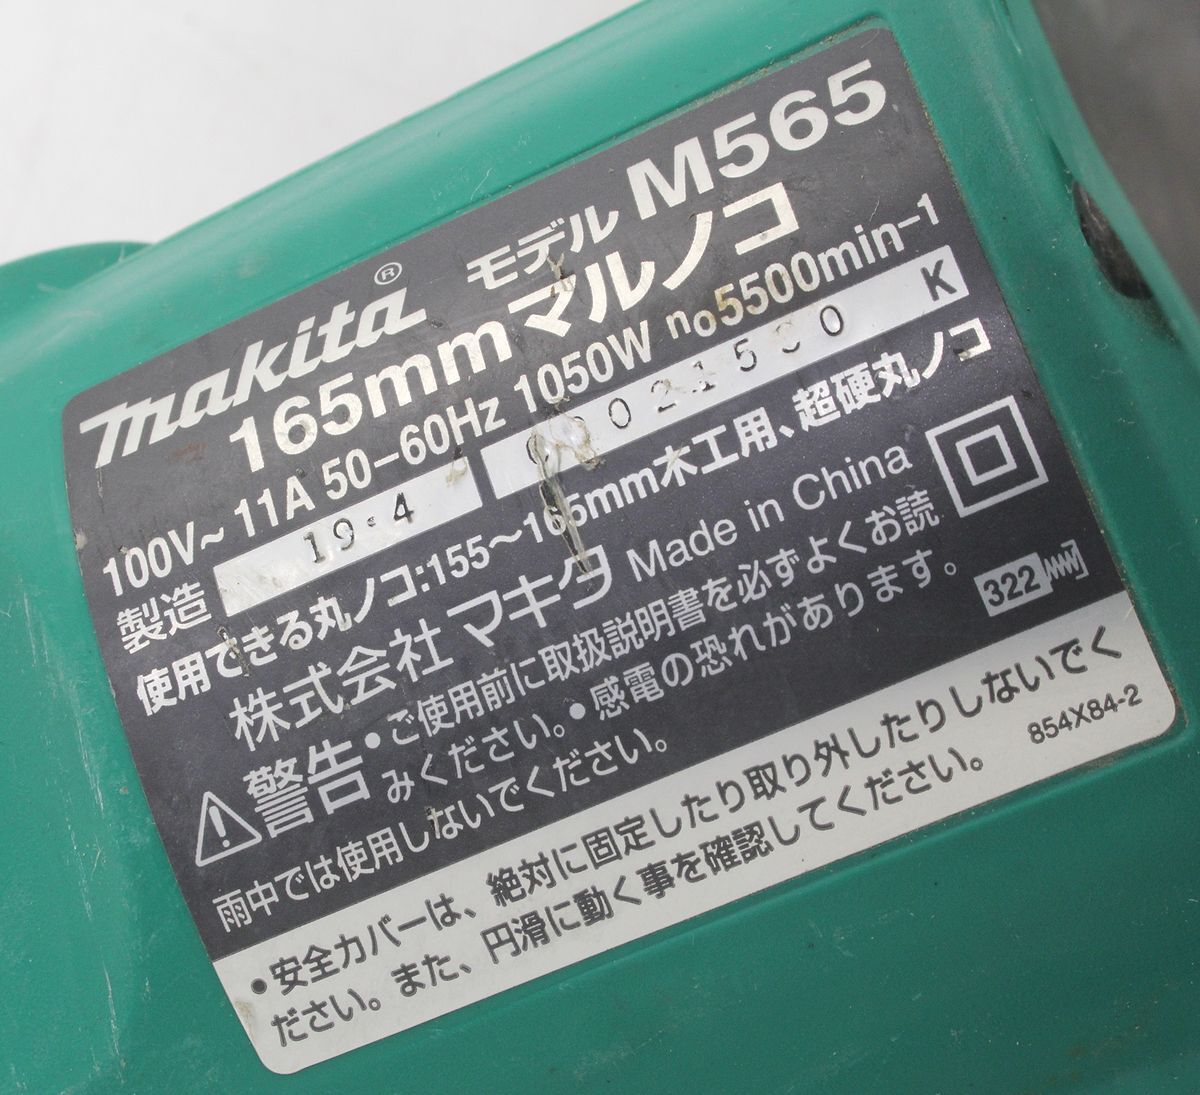 makita® モデル M565
165mmマルノコ
100V～11A 50-60Hz 1050W no5500min-1
製造 19.4 K
使用できる丸ノコ:155～165mm木工用、超硬丸ノコ
株式会社 マキタ Made in China
警告 ●ご使用前に取扱説明書を必ずよくお読
みください。●感電の恐れがあります。
雨中では使用しないでください。
322
●安全カバーは、絶対に固定したり取り外したりしないでく
ださい。また、円滑に動く事を確認してください。
854X84-2